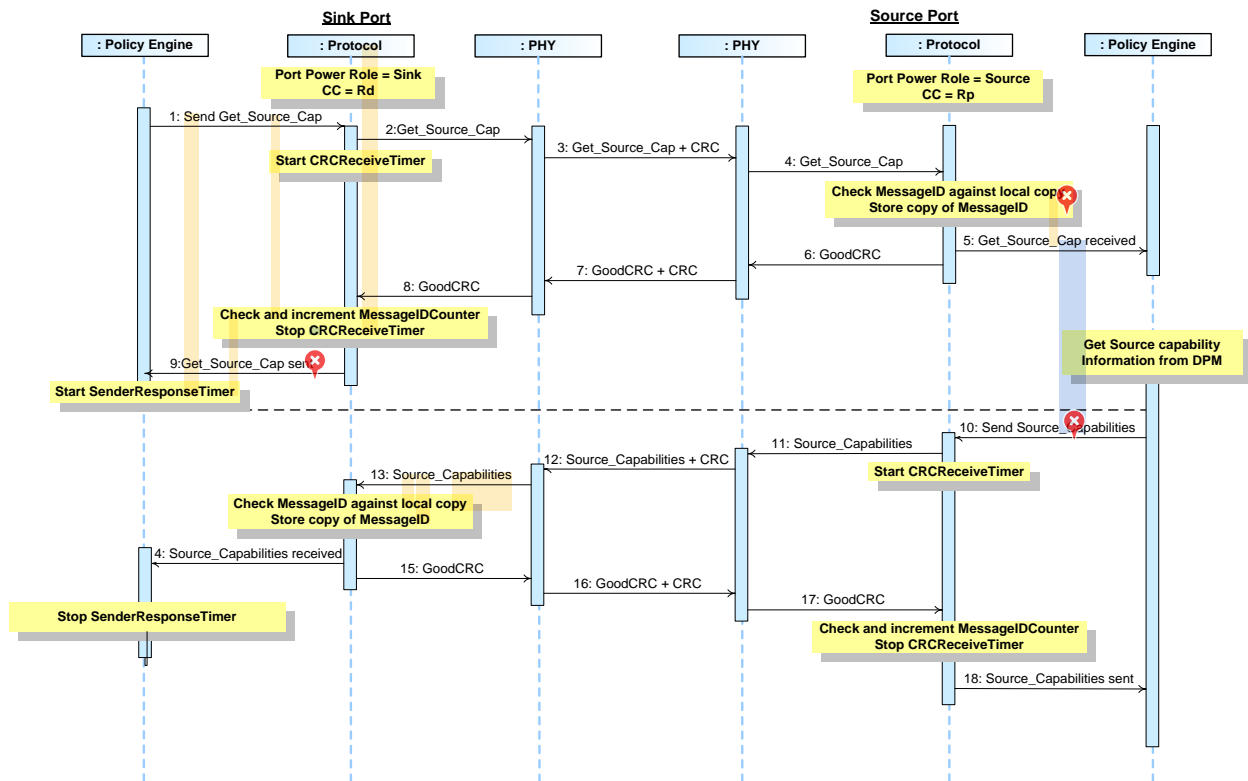 Sink Port
Source Port
: Policy Engine
: Protocol
: PHY
: PHY
: Protocol
: Policy Engine
Port Power Role = Sink
CC = Rd
Port Power Role = Source
CC = Rp
1: Send Get_Source_Cap
2:Get_Source_Cap
Start CRCReceiveTimer
3: Get_Source_Cap + CRC
4: Get_Source_Cap
Check MessageID against local copy
Store copy of MessageID
5: Get_Source_Cap received
6: GoodCRC
7: GoodCRC + CRC
8: GoodCRC
Check and increment MessageIDCounter
Stop CRCReceiveTimer
9:Get_Source_Cap sent
Start SenderResponseTimer
Get Source capability
Information from DPM
10: Send Source_Capabilities
11: Source_Capabilities
Start CRCReceiveTimer
12: Source_Capabilities + CRC
13: Source_Capabilities
Check MessageID against local copy
Store copy of MessageID
4: Source_Capabilities received
15: GoodCRC
16: GoodCRC + CRC
17: GoodCRC
Stop SenderResponseTimer
Check and increment MessageIDCounter
Stop CRCReceiveTimer
18: Source_Capabilities sent